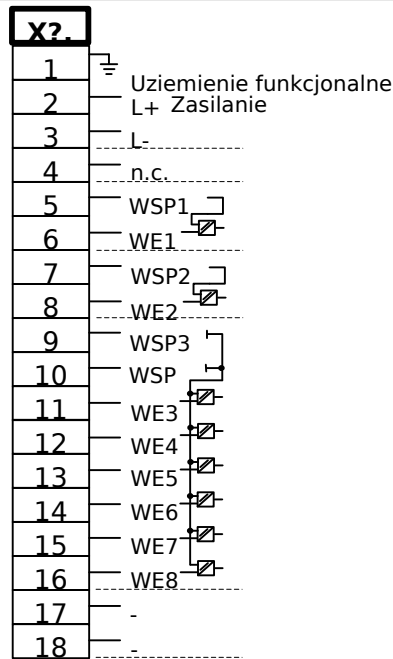 X?.
1
Uziemienie funkcjonalne
2 L+ Zasilanie
3 L-
4 n.c.
5 WSP1
6 WE1
7 WSP2
8 WE2
9 WSP3
10 WSP
11 WE3
12 WE4
13 WE5
14 WE6
15 WE7
16 WE8
17 -
18 -